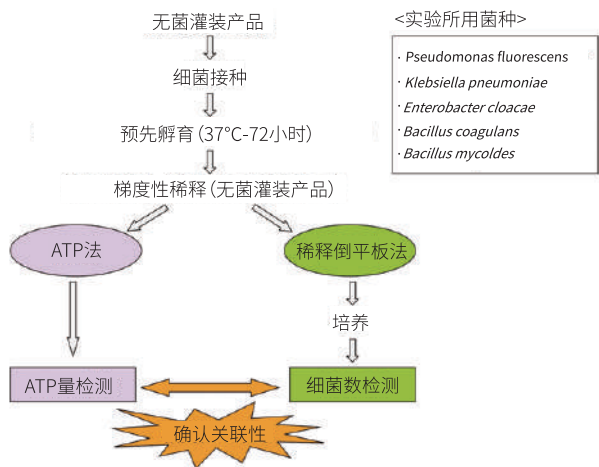 无菌灌装产品
细菌接种
预先孵育(37℃-72小时)
梯度性稀释(无菌灌装产品)
ATP法
稀释倒平板法
培养
ATP量检测
细菌数检测
确认关联性
<实验所用菌种>
· Pseudomonas fluorescens
· Klebsiella pneumoniae
· Enterobacter cloacae
· Bacillus coagulans
· Bacillus mycoldes